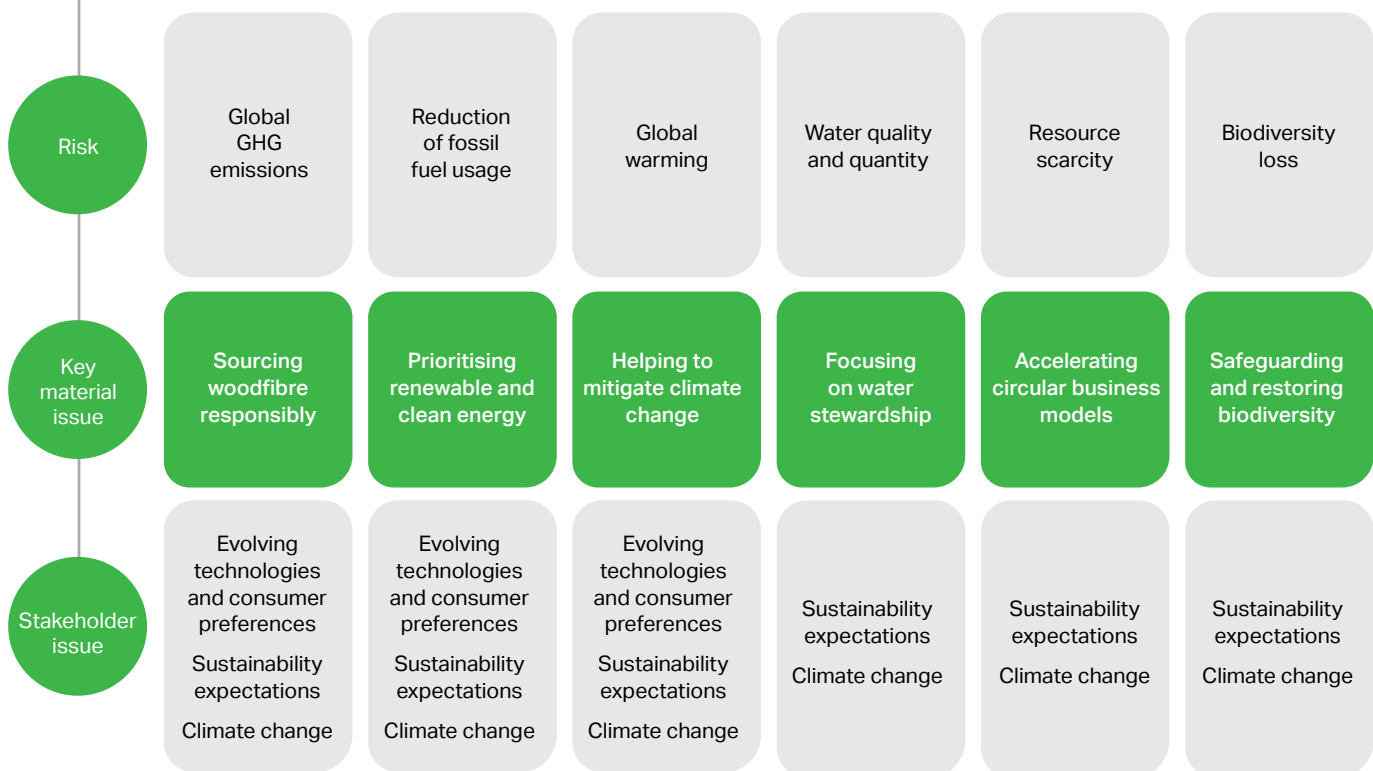 Risk
Global
GHG
emissions
Reduction
of fossil
fuel usage
Global
warming
Water quality
and quantity
Resource
scarcity
Biodiversity
loss
Key
material
issue
Sourcing
woodfibre
responsibly
Prioritising
renewable and
clean energy
Helping to
mitigate climate
change
Focusing
on water
stewardship
Accelerating
circular business
models
Safeguarding
and restoring
biodiversity
Stakeholder
issue
Evolving
technologies
and consumer
preferences
Sustainability
expectations
Climate change
Evolving
technologies
and consumer
preferences
Sustainability
expectations
Climate change
Evolving
technologies
and consumer
preferences
Sustainability
expectations
Climate change
Sustainability
expectations
Climate change
Sustainability
expectations
Climate change
Sustainability
expectations
Climate change